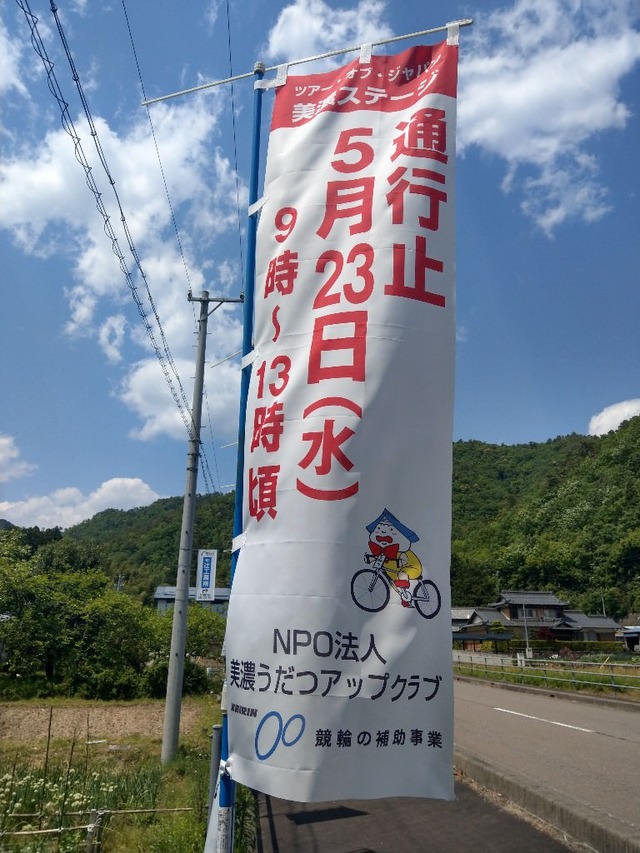 ツアー・オブ・ジャパン
美濃ステージ
通行止
5月23日(水)
9時～13時頃
NPO法人
美濃うだつアップクラブ
KEIRIN
競輪の補助事業